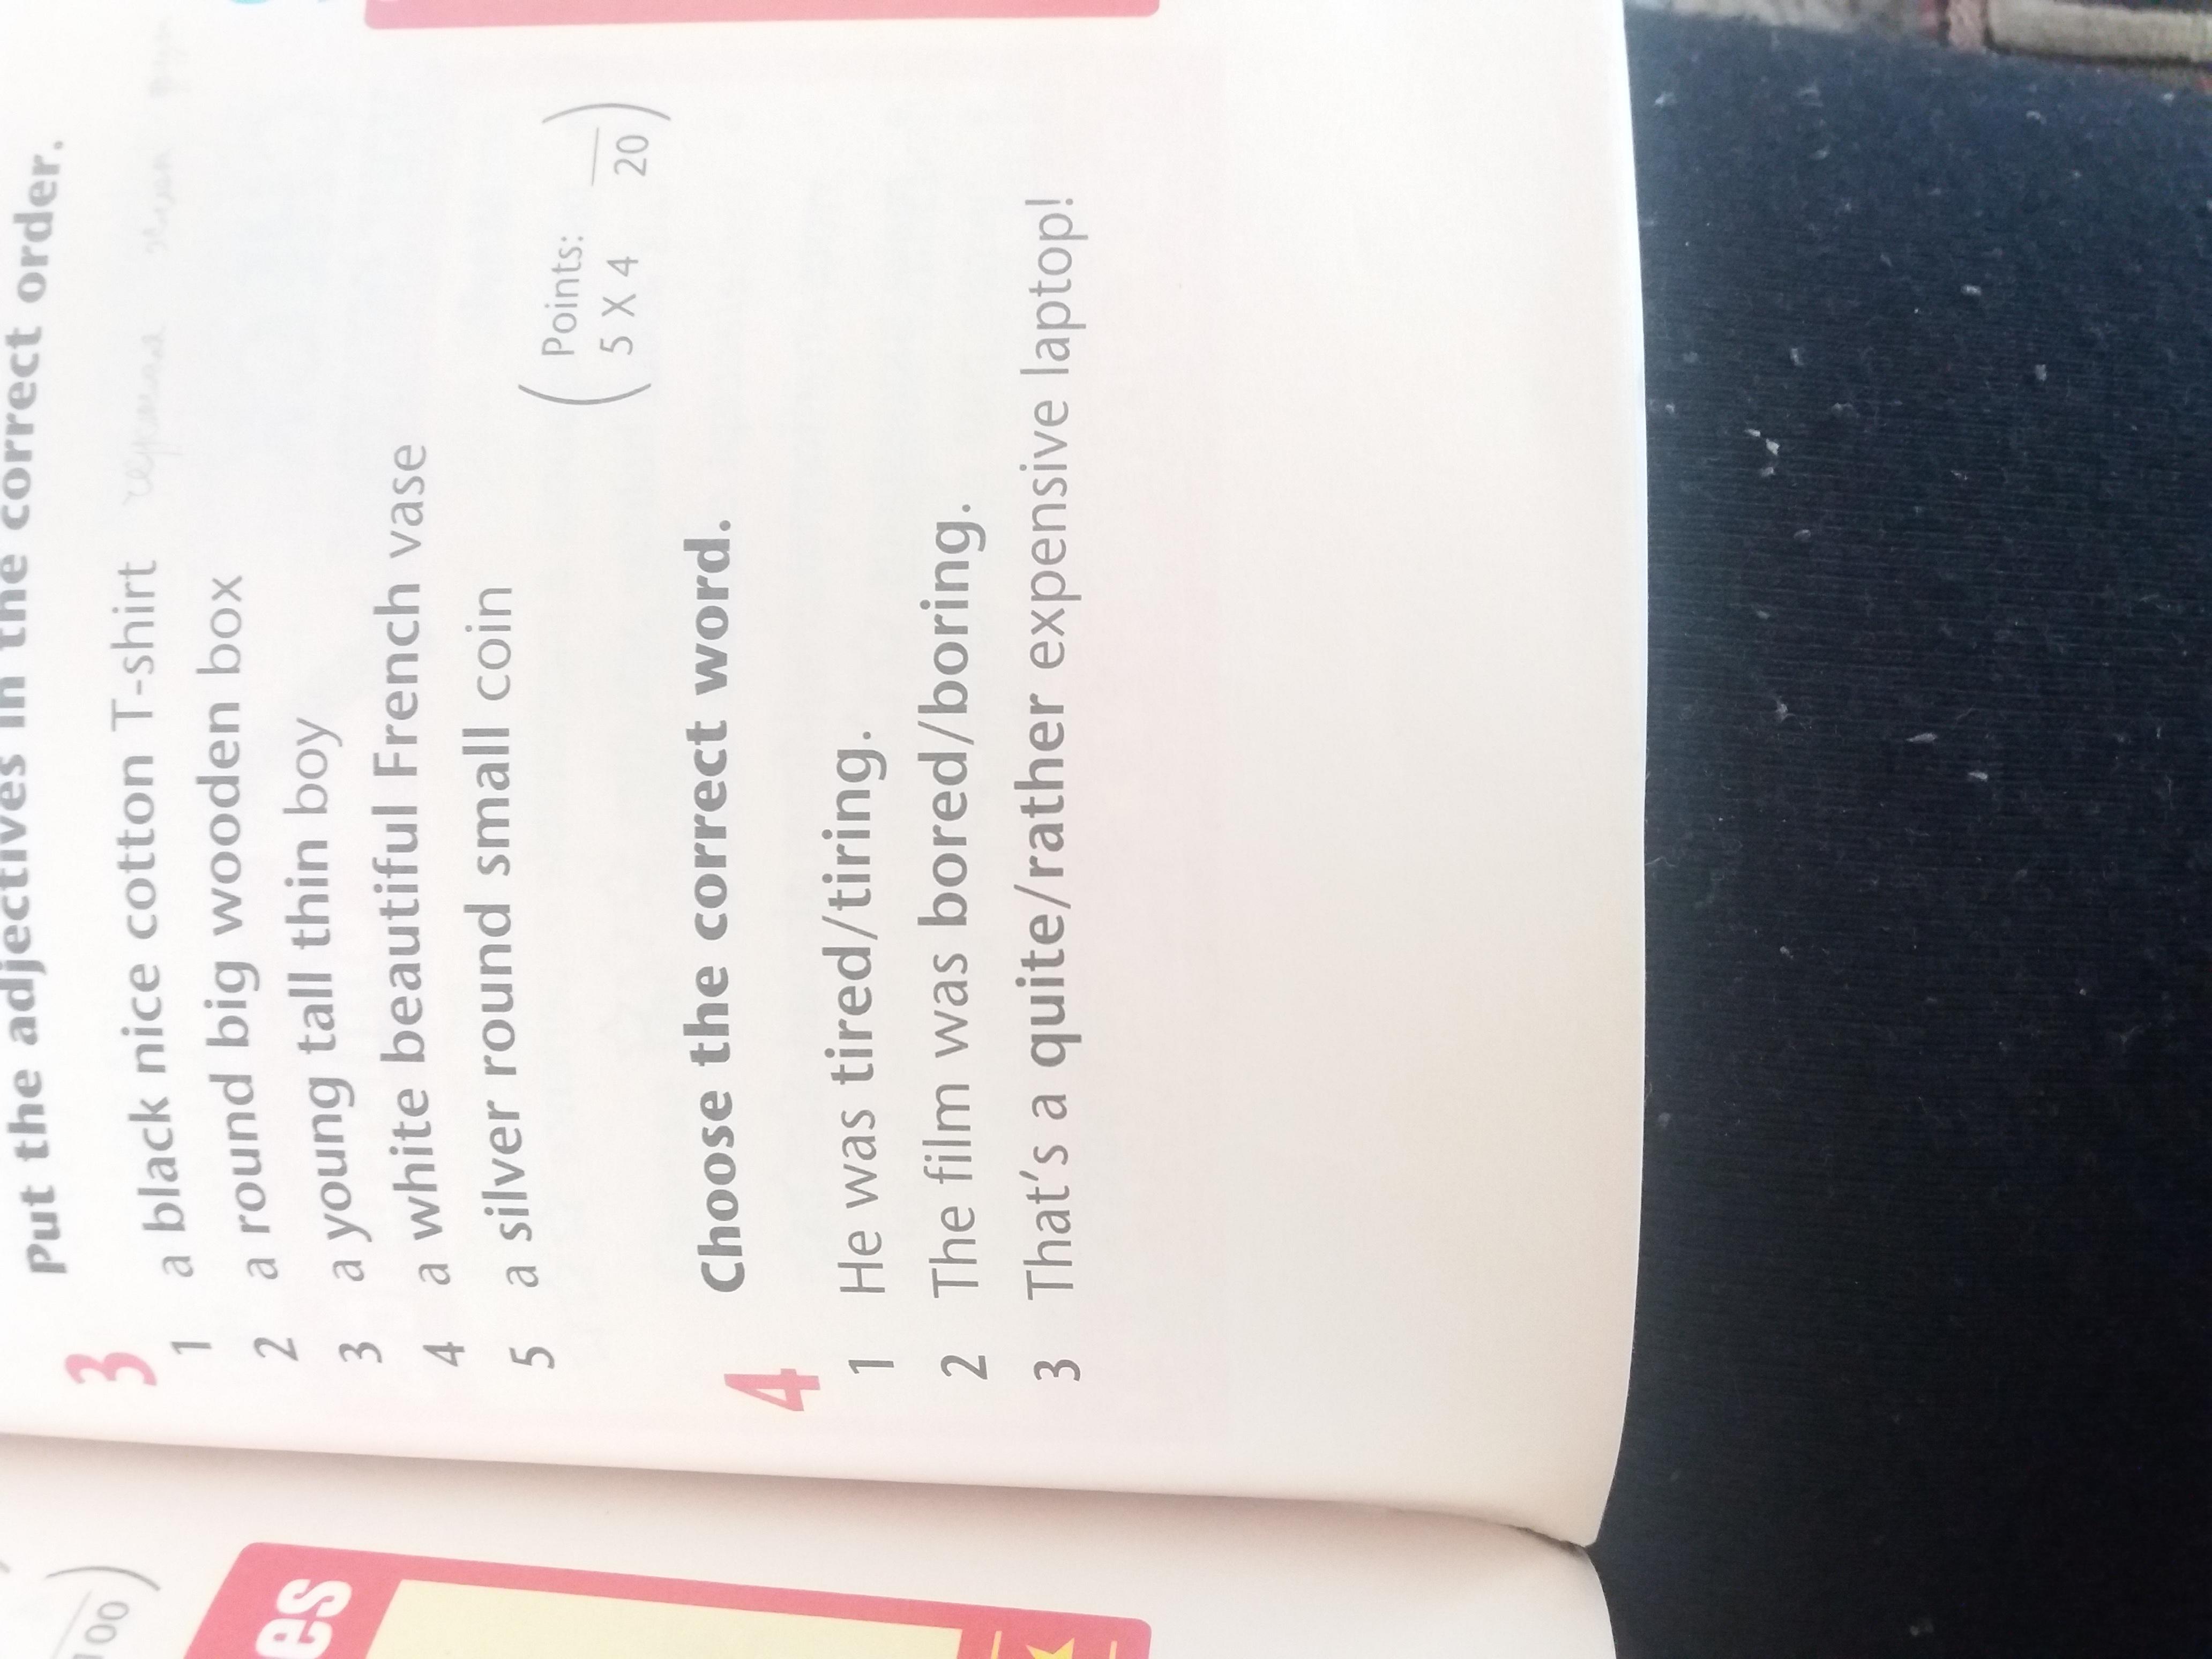 3 Put the adjectives in the correct order.
1 a black nice cotton T-shirt
2 a round big wooden box
3 a young tall thin boy
4 a white beautiful French vase
5 a silver round small coin
( Points:
5 X 4 20 )
4 Choose the correct word.
1 He was tired/tiring.
2 The film was bored/boring.
3 That's a quite/rather expensive laptop!
100 )
es